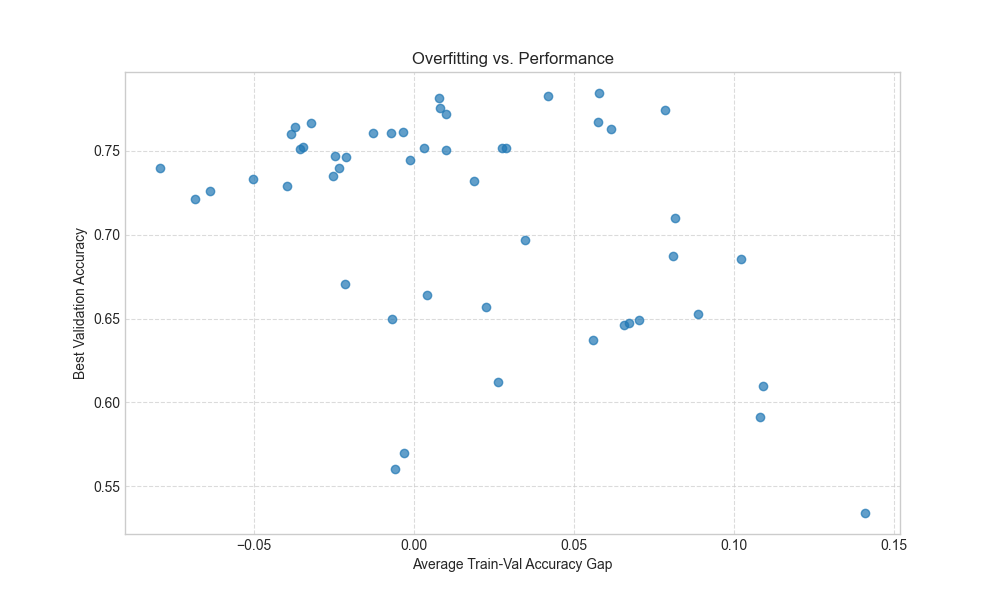 Overfitting vs. Performance
Best Validation Accuracy
0.75
0.70
0.65
0.60
0.55
−0.05 0.00 0.05 0.10 0.15
Average Train-Val Accuracy Gap